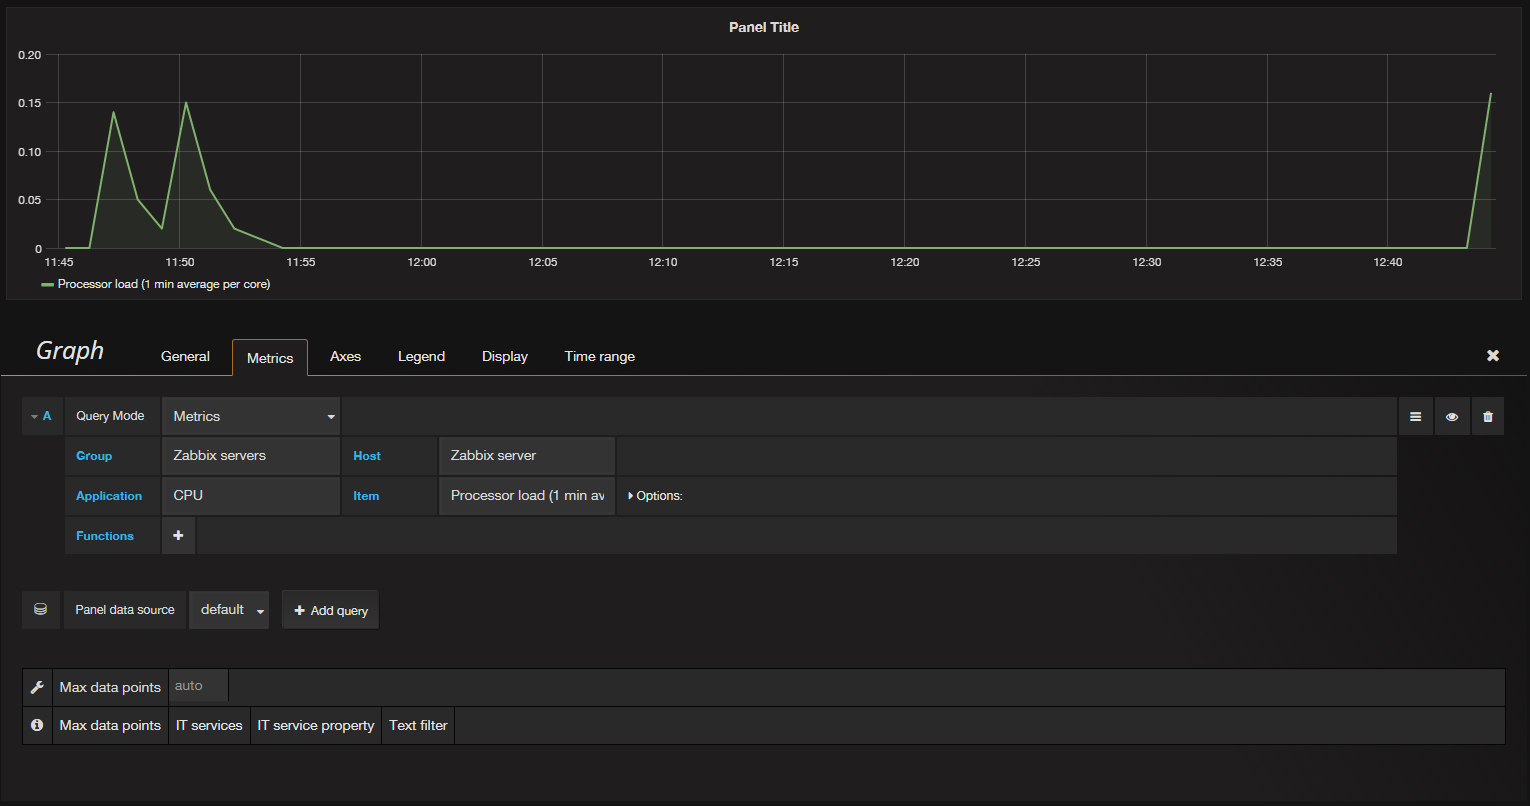 Panel Title
0.20
0.15
0.10
0.05
0
11:45 11:50 11:55 12:00 12:05 12:10 12:15 12:20 12:25 12:30 12:35 12:40
Processor load (1 min average per core)
Graph General Metrics Axes Legend Display Time range
A Query Mode Metrics
Group Zabbix servers Host Zabbix server
Application CPU Item Processor load (1 min av Options:
Functions
Panel data source default Add query
Max data points auto
Max data points IT services IT service property Text filter